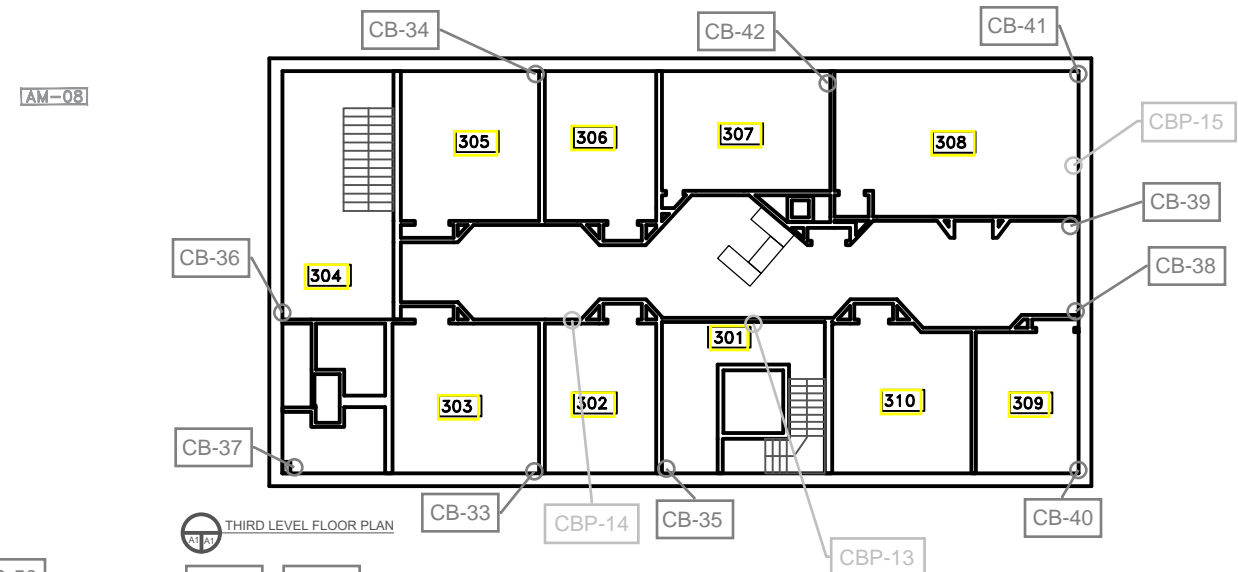 CB-34
CB-42
CB-41
AM-08
CBP-15
305
306
307
308
CB-39
CB-36
304
CB-38
301
303
302
310
309
CB-37
CB-33
CBP-14
CB-35
CB-40
THIRD LEVEL FLOOR PLAN
A1 A1
CBP-13